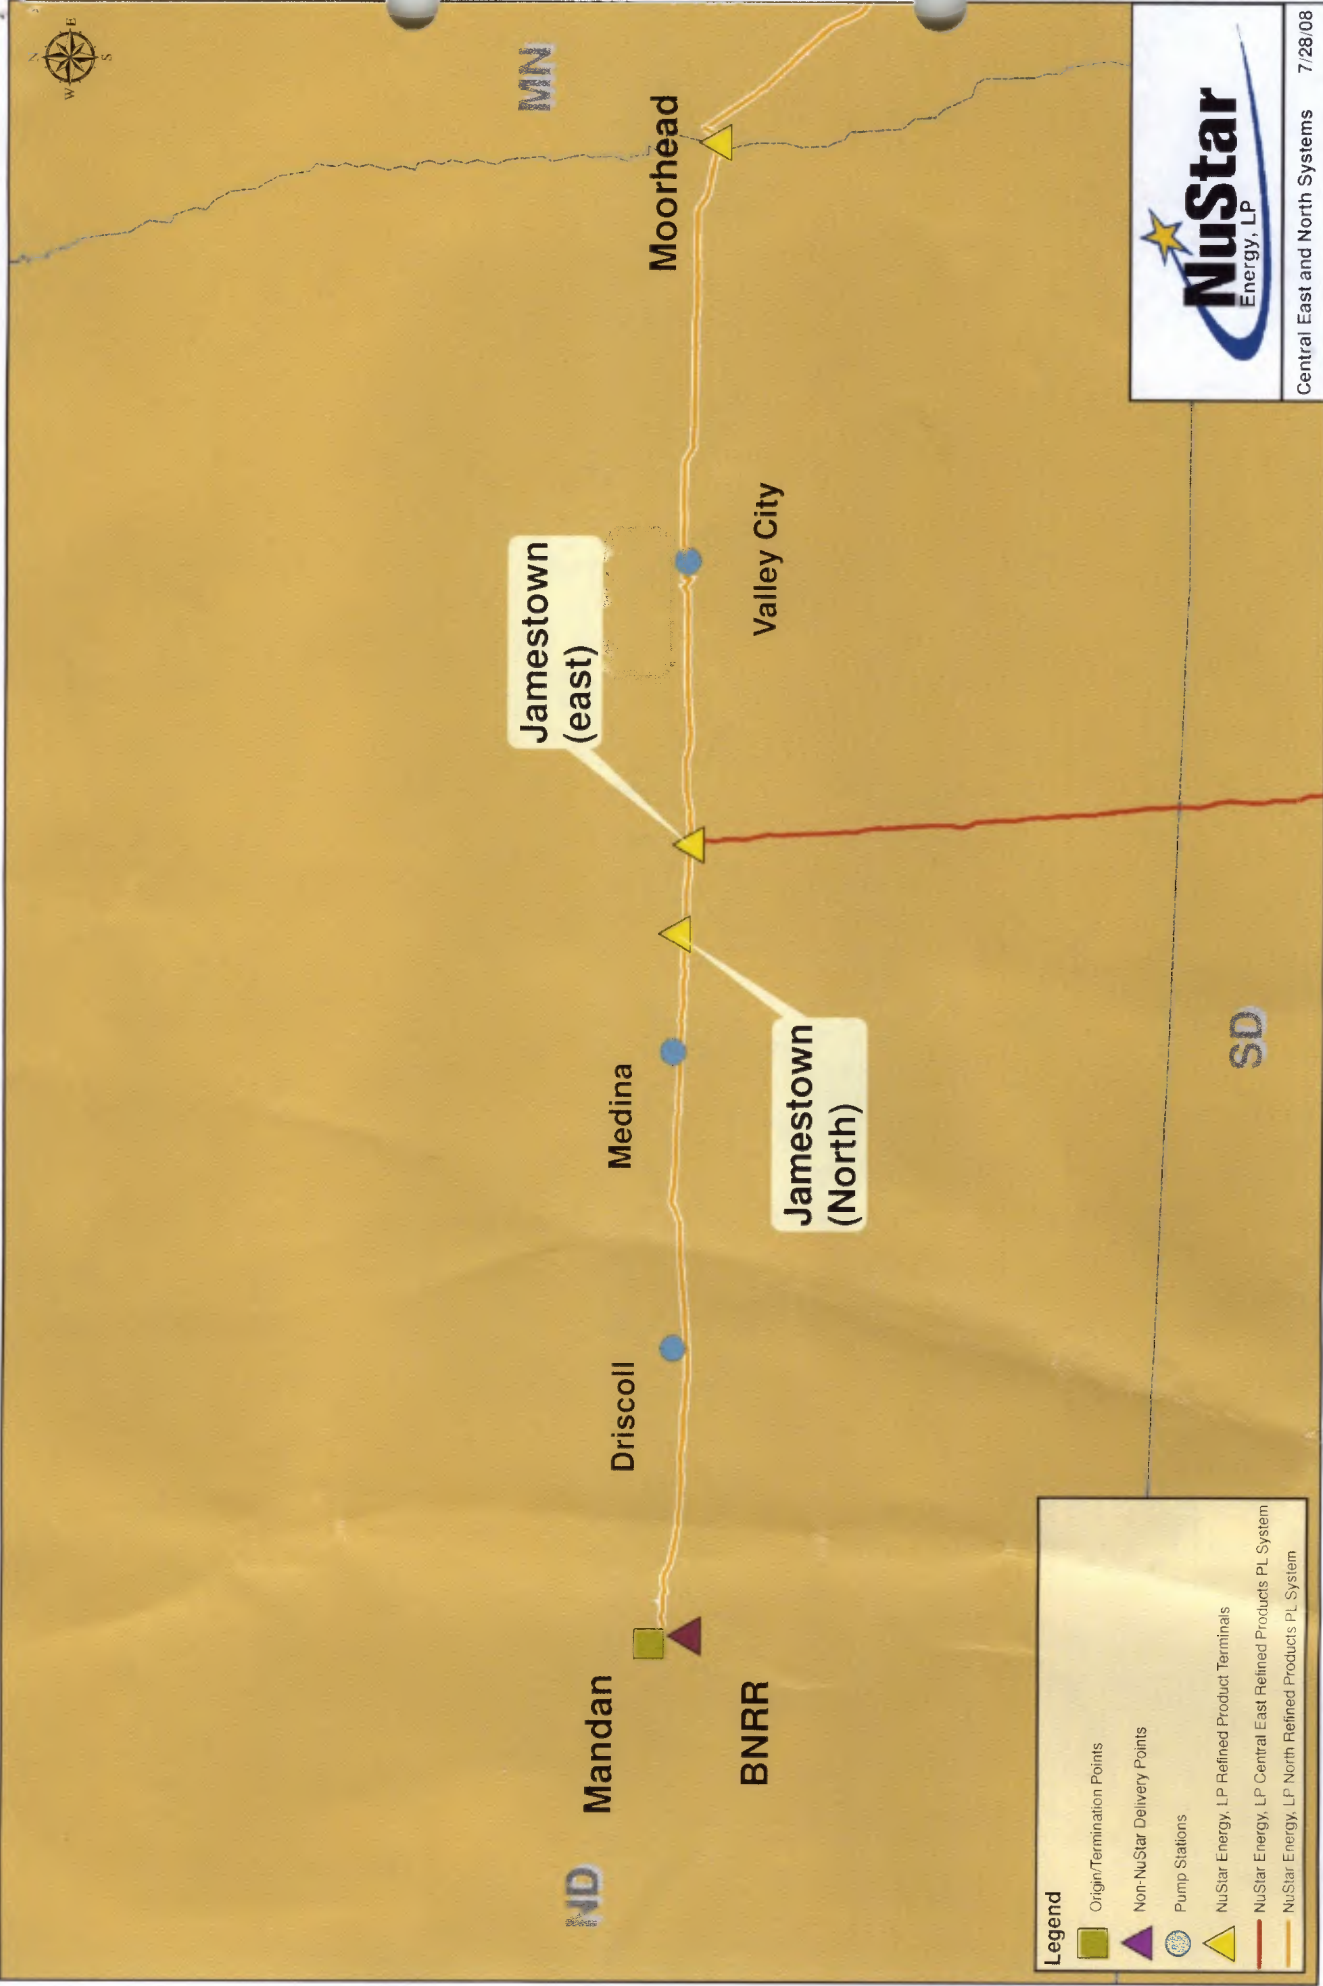 N
W
E
S
ND
MN
SD
Mandan
BNRR
Driscoll
Medina
Jamestown
(North)
Jamestown
(east)
Valley City
Moorhead
Legend
Origin/Termination Points
Non-NuStar Delivery Points
Pump Stations
NuStar Energy, LP Refined Product Terminals
NuStar Energy, LP Central East Refined Products PL System
NuStar Energy, LP North Refined Products PL System
NuStar
Energy, LP
Central East and North Systems 7/28/08